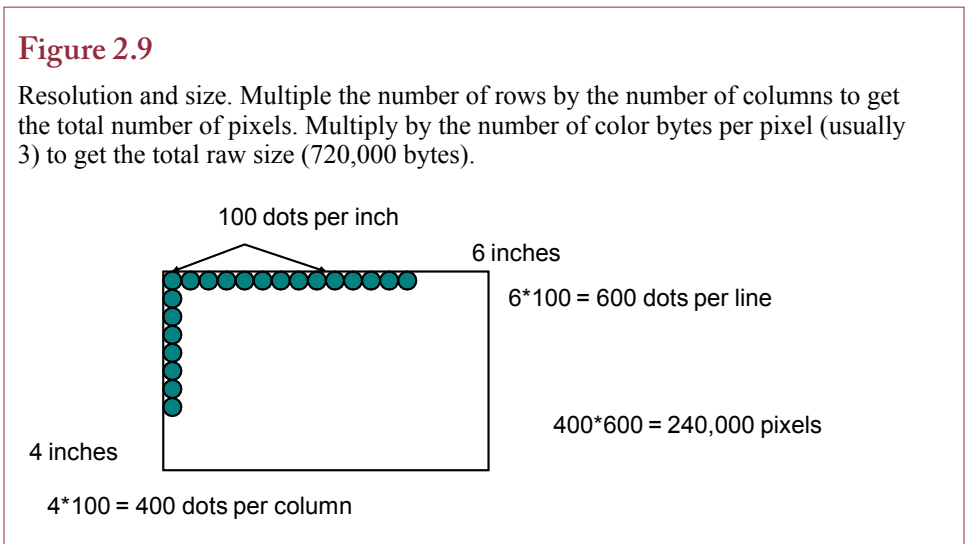 Figure 2.9
Resolution and size. Multiple the number of rows by the number of columns to get
the total number of pixels. Multiply by the number of color bytes per pixel (usually
3) to get the total raw size (720,000 bytes).
100 dots per inch
6 inches
6*100 = 600 dots per line
400*600 = 240,000 pixels
4 inches
4*100 = 400 dots per column